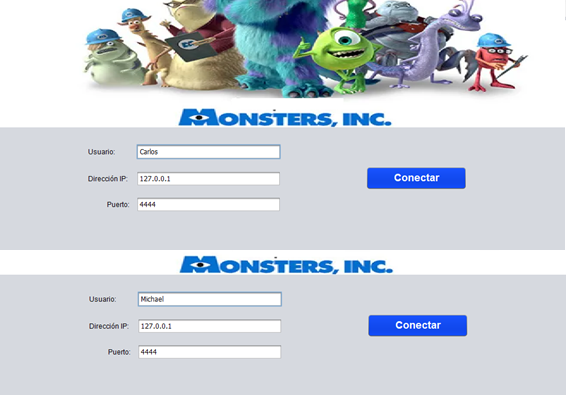 MONSTERS, INC.
Usuario: Carlos
Dirección IP: 127.0.0.1
Conectar
Puerto: 4444
MONSTERS, INC.
Usuario: Michael
Dirección IP: 127.0.0.1
Conectar
Puerto: 4444